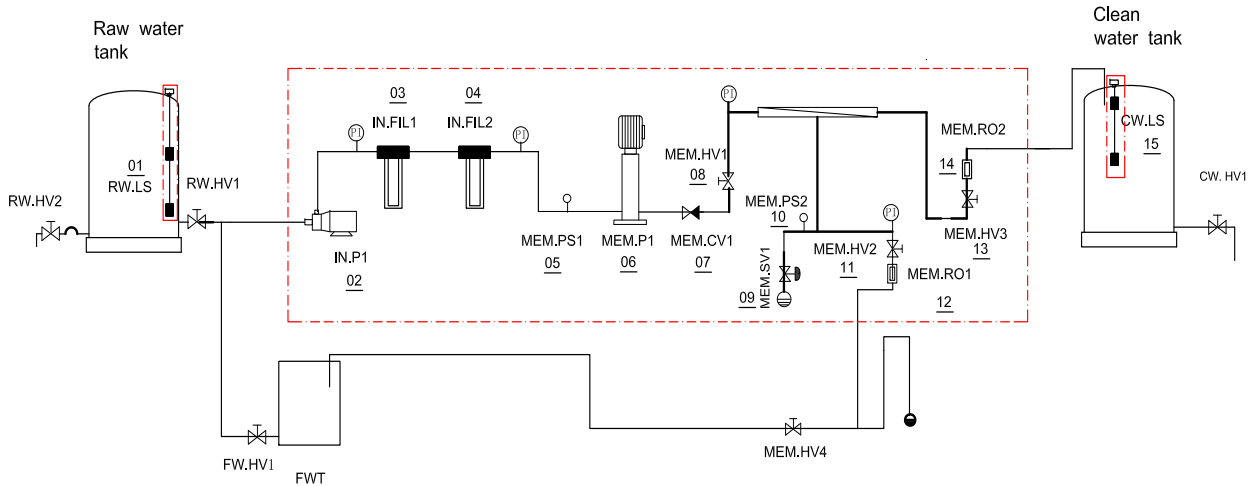 Raw water
tank
Clean
water tank
03
04
IN.FIL1
IN.FIL2
PI
PI
PI
PI
01
RW.LS
RW.HV1
RW.HV2
IN.P1
02
MEM.PS1
05
MEM.P1
06
MEM.CV1
07
MEM.HV1
08
MEM.PS2
10
09
MEM.SV1
MEM.HV2
11
MEM.RO1
12
MEM.RO2
14
MEM.HV3
13
CW.LS
15
CW. HV1
FW.HV1
FWT
MEM.HV4